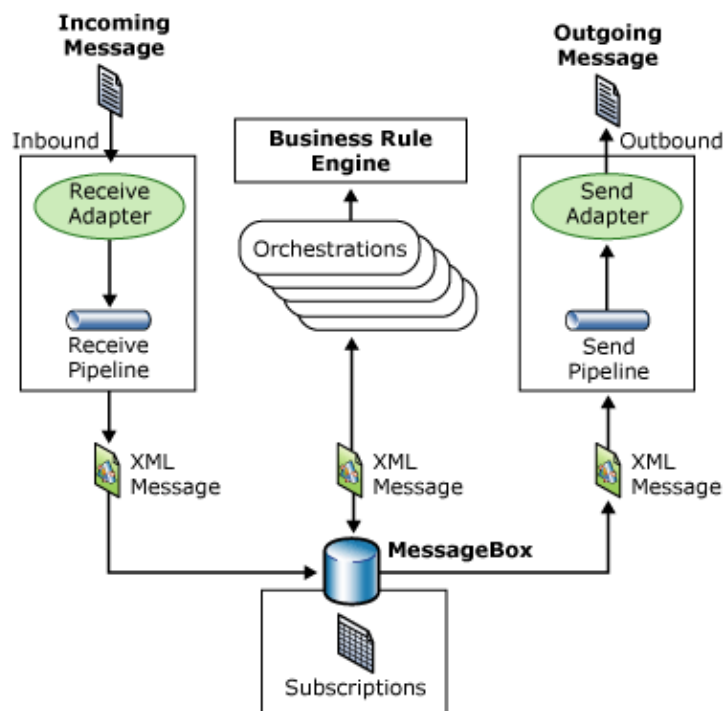 Incoming
Message
Inbound
Receive
Adapter
Receive
Pipeline
XML
Message
Business Rule
Engine
Orchestrations
XML
Message
MessageBox
Subscriptions
Outgoing
Message
Outbound
Send
Adapter
Send
Pipeline
XML
Message